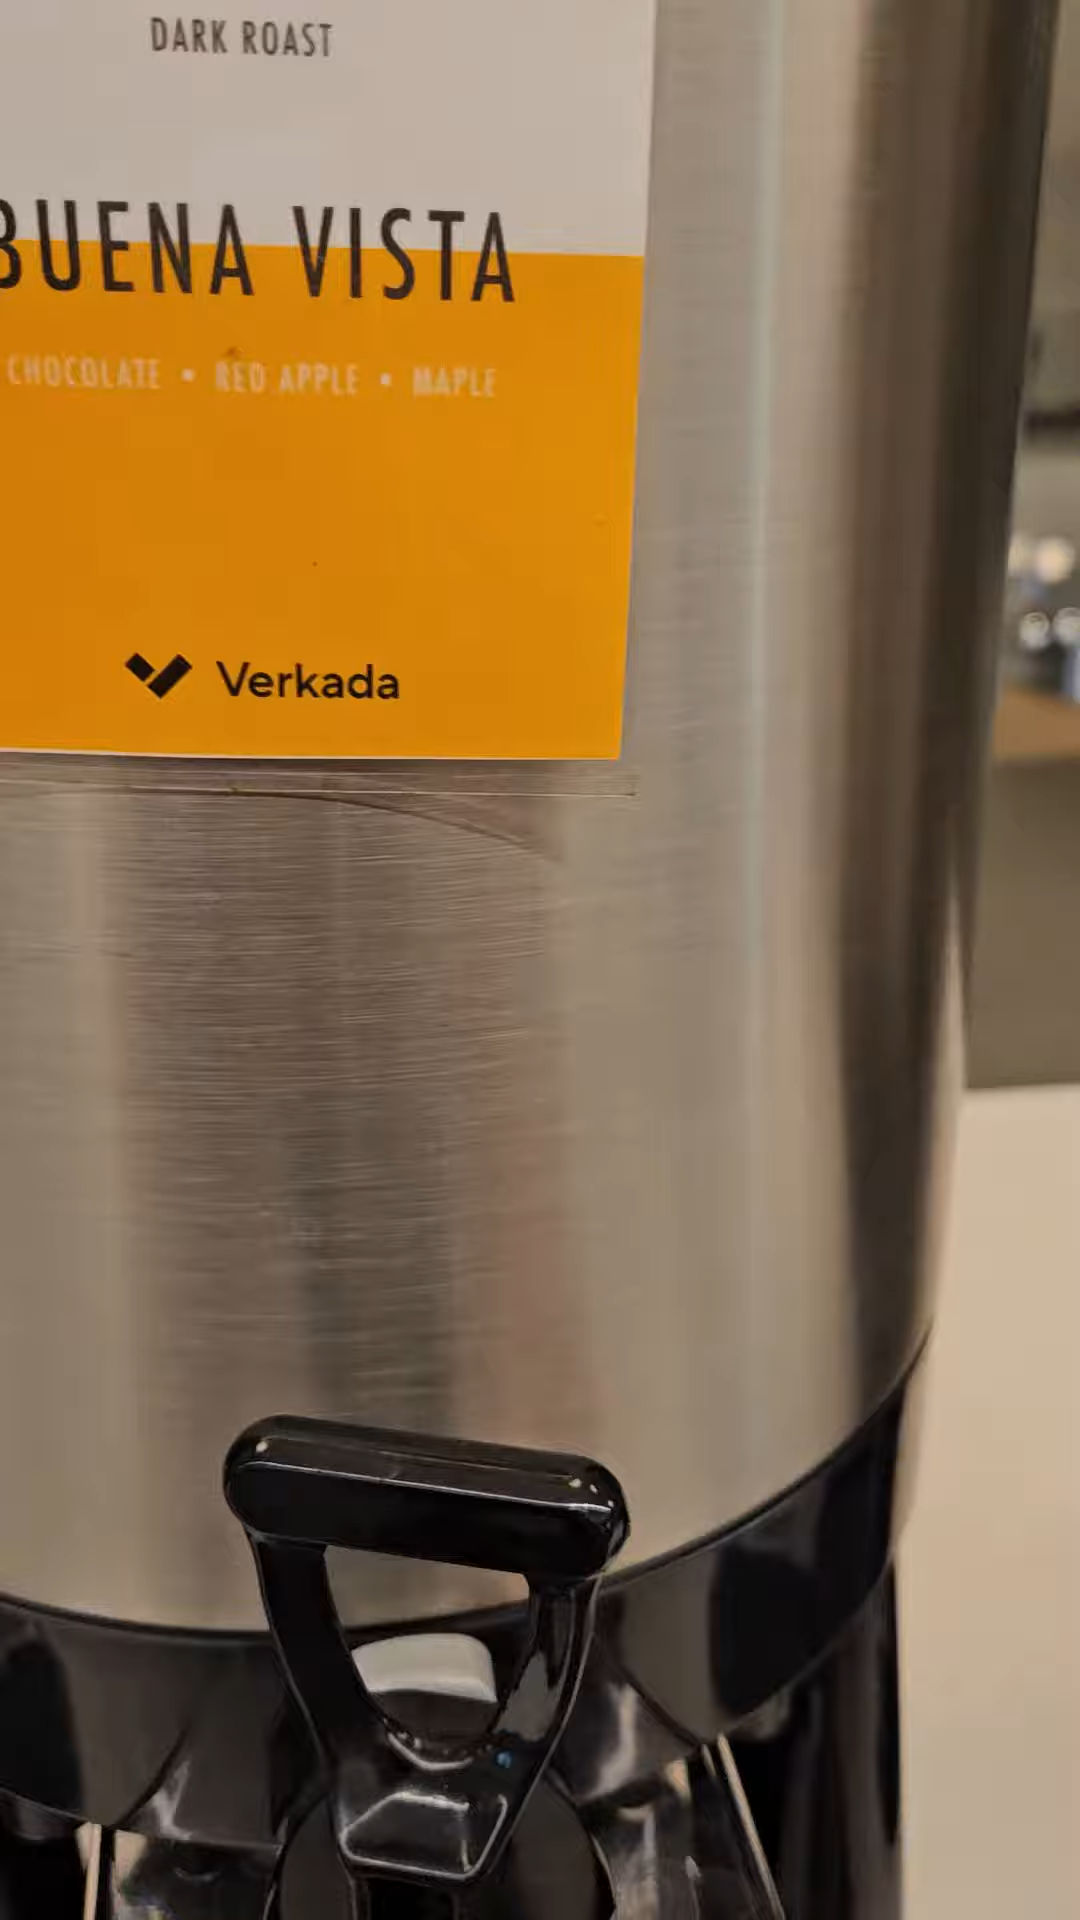 DARK ROAST
BUENA VISTA
CHOCOLATE • RED APPLE • MAPLE
Verkada